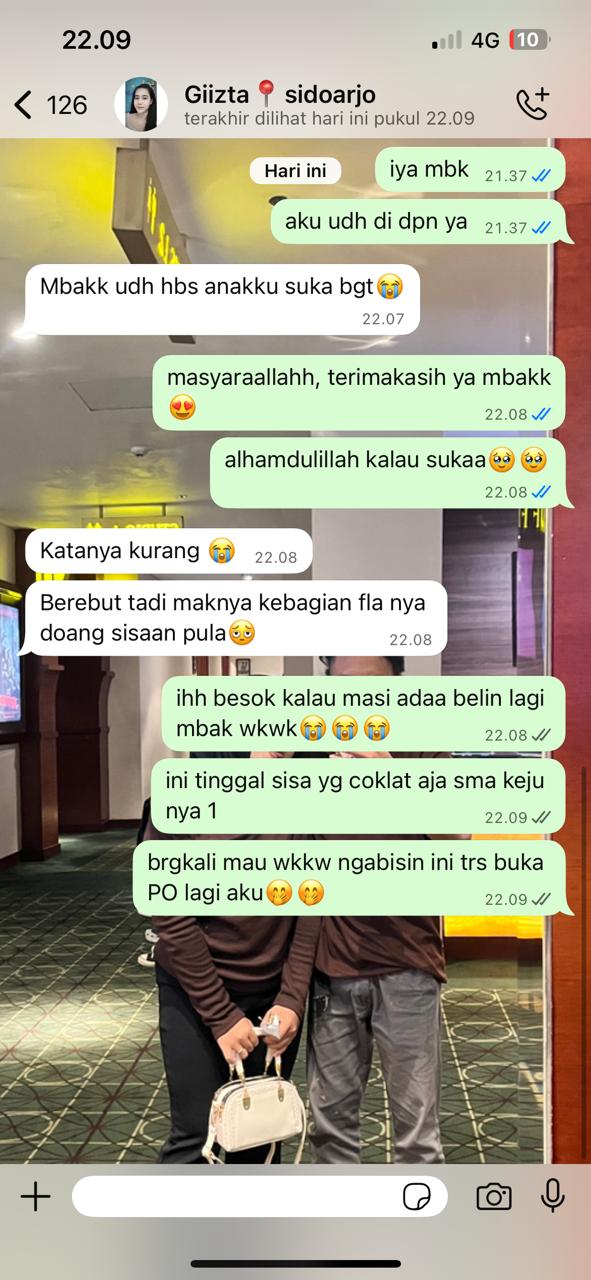 22.09
4G
10
126
Giizta📍 sidoarjo
terakhir dilihat hari ini pukul 22.09
Hari ini
iya mbk 21.37
aku udh di dpn ya 21.37
Mbakk udh hbs anakku suka bgt😭
22.07
masyaraallahh, terimakasih ya mbakk
😍 22.08
alhamdulillah kalau sukaa🥹🥹
22.08
Katanya kurang 😭 22.08
Berebut tadi maknya kebagian fla nya
doang sisaan pula😔 22.08
ihh besok kalau masi adaa belin lagi
mbak wkwk😭😭😭 22.08
ini tinggal sisa yg coklat aja sma keju
nya 1 22.09
brgkali mau wkkw ngabisin ini trs buka
PO lagi aku🤭🤭 22.09